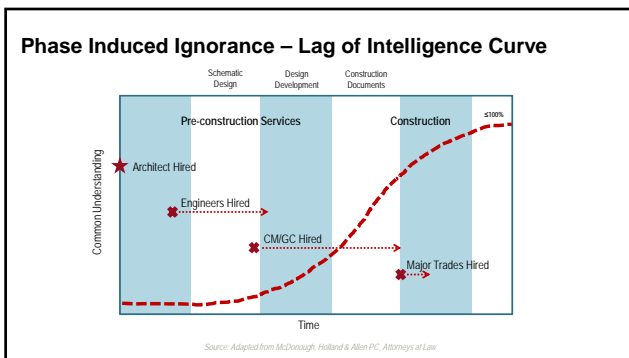 Phase Induced Ignorance – Lag of Intelligence Curve
Schematic
Design
Design
Development
Construction
Documents
Pre-construction Services
Construction
≤100%
Architect Hired
Engineers Hired
CM/GC Hired
Major Trades Hired
Common Understanding
Time
Source: Adapted from McDonough, Holland & Allen PC. Attorneys at Law